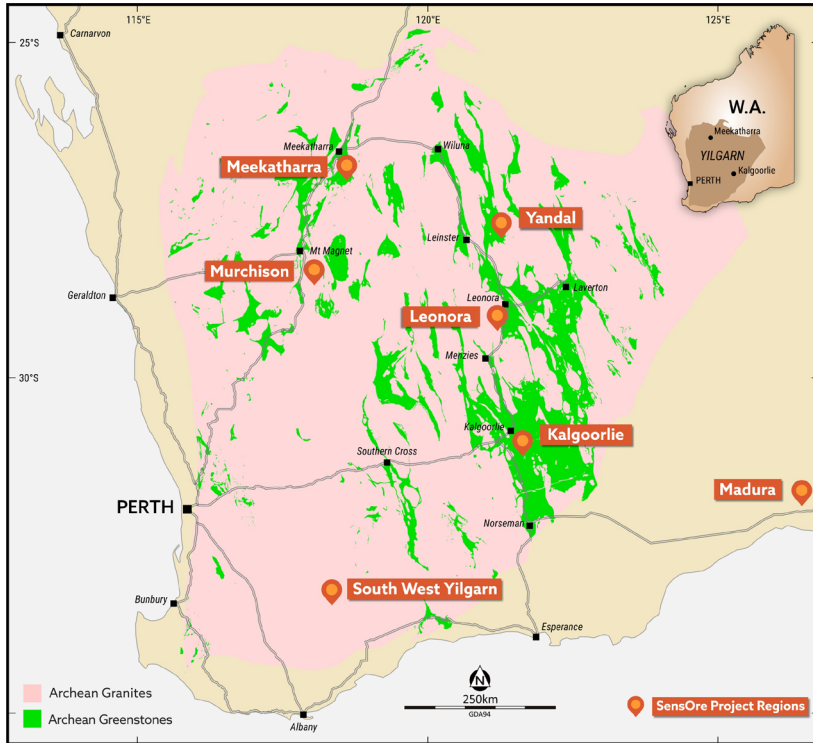 115°E
120°E
125°E
25°S
Carnarvon
W.A.
Meekatharra
YILGARN
Kalgoorlie
PERTH
Meekatharra
Wiluna
Meekatharra
Yandal
Leinster
Mt Magnet
Murchison
Laverton
Geraldton
Leonora
Leonora
Menzies
30°S
Kalgoorlie
Kalgoorlie
Southern Cross
Madura
PERTH
Norseman
South West Yilgarn
Bunbury
Esperance
N
Archean Granites
250km
SensOre Project Regions
GDA94
Archean Greenstones
Albany